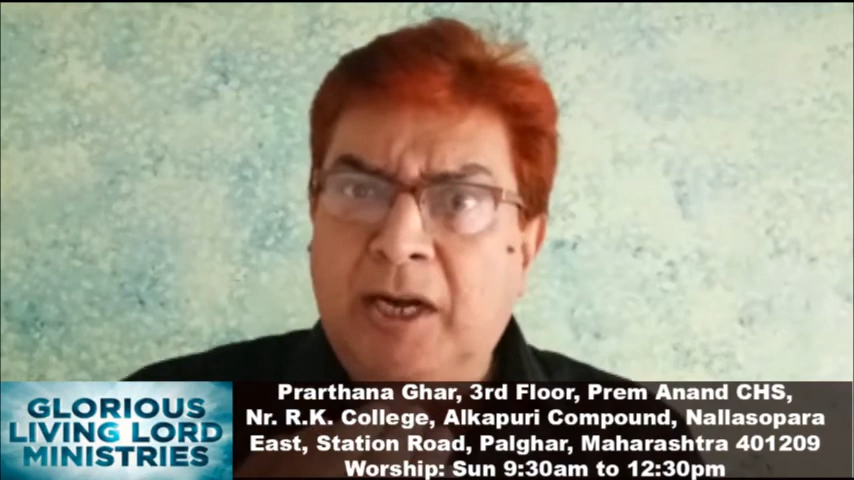 GLORIOUS
LIVING LORD
MINISTRIES
Prarthana Ghar, 3rd Floor, Prem Anand CHS,
Nr. R.K. College, Alkapuri Compound, Nallasopara
East, Station Road, Palghar, Maharashtra 401209
Worship: Sun 9:30am to 12:30pm